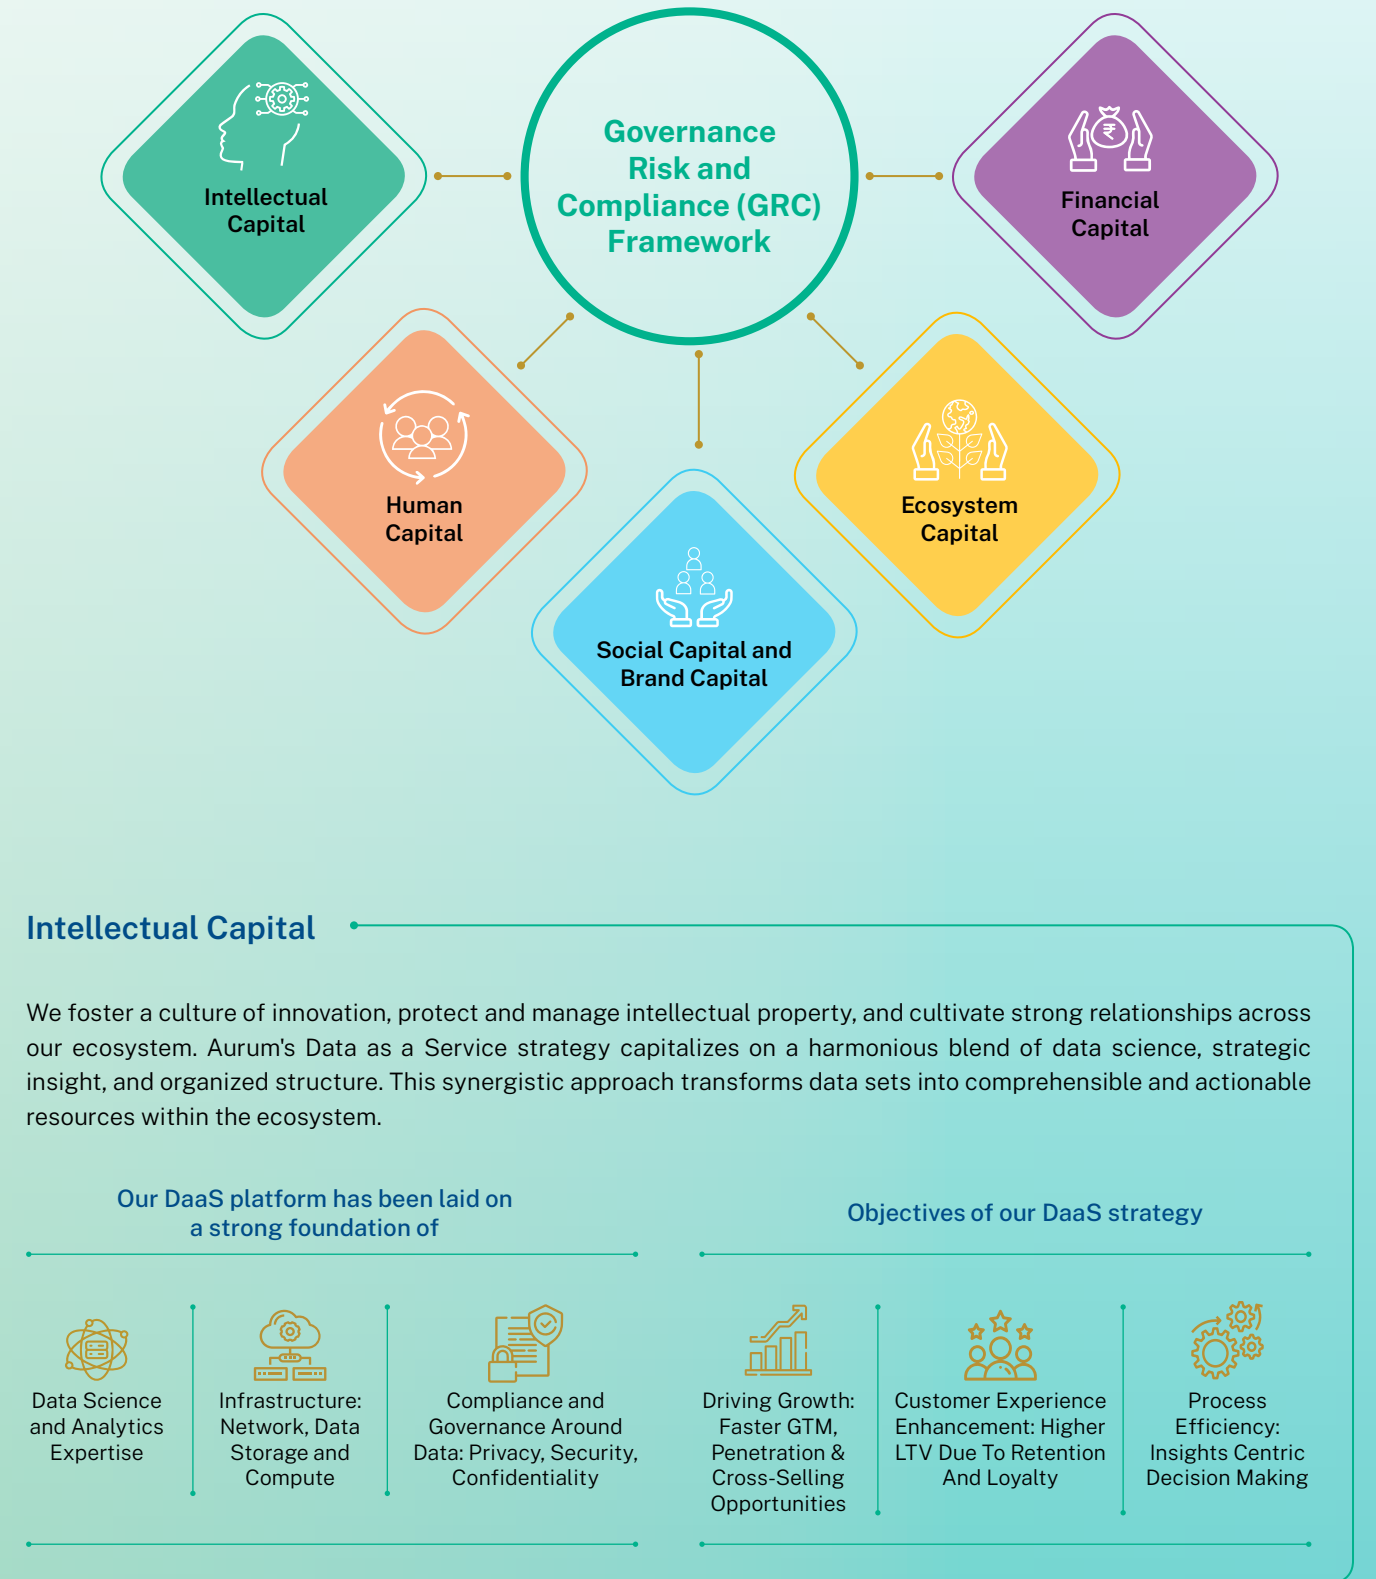 Governance
Risk and
Compliance (GRC)
Framework
Intellectual
Capital
Financial
Capital
Human
Capital
Ecosystem
Capital
Social Capital and
Brand Capital
Intellectual Capital
We foster a culture of innovation, protect and manage intellectual property, and cultivate strong relationships across
our ecosystem. Aurum's Data as a Service strategy capitalizes on a harmonious blend of data science, strategic
insight, and organized structure. This synergistic approach transforms data sets into comprehensible and actionable
resources within the ecosystem.
Our DaaS platform has been laid on
a strong foundation of
Data Science
and Analytics
Expertise
Infrastructure:
Network, Data
Storage and
Compute
Compliance and
Governance Around
Data: Privacy, Security,
Confidentiality
Objectives of our DaaS strategy
Driving Growth:
Faster GTM,
Penetration &
Cross-Selling
Opportunities
Customer Experience
Enhancement: Higher
LTV Due To Retention
And Loyalty
Process
Efficiency:
Insights Centric
Decision Making